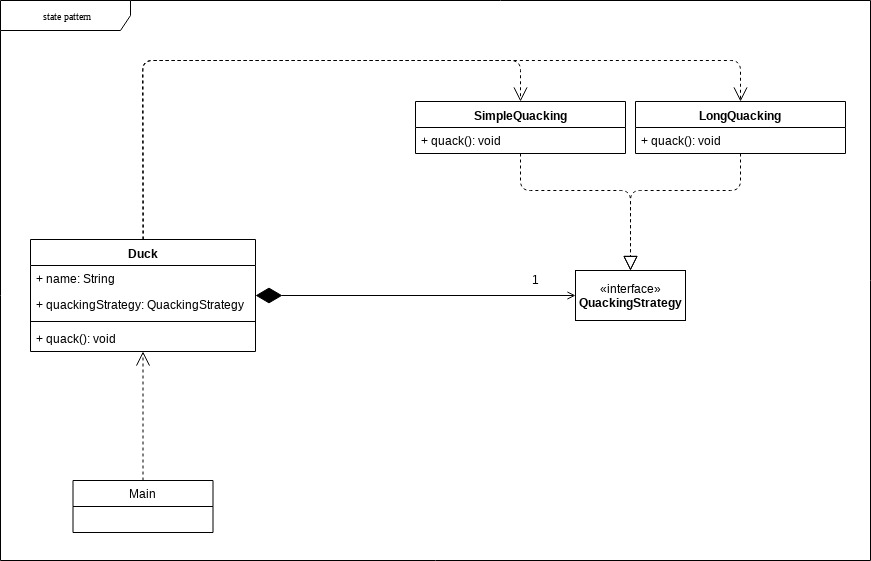 state pattern
SimpleQuacking
+ quack(): void
LongQuacking
+ quack(): void
Duck
+ name: String
+ quackingStrategy: QuackingStrategy
+ quack(): void
1
«interface»
QuackingStrategy
Main